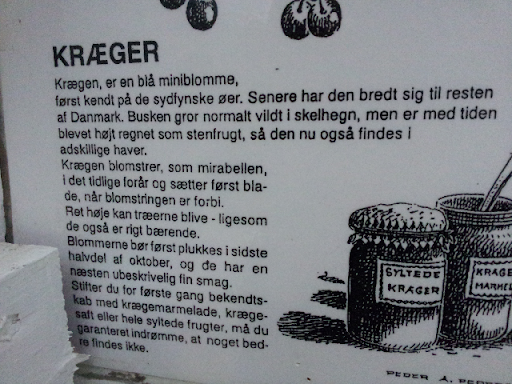 KRÆGER
Krægen, er en blå miniblomme,
først kendt på de sydfynske øer. Senere har den bredt sig til resten
af Danmark. Busken gror normalt vildt i skelhegn, men er med tiden
blevet højt regnet som stenfrugt, så den nu også findes i
adskillige haver.
Krægen blomstrer, som mirabellen,
i det tidlige forår og sætter først bla-
de, når blomstringen er forbi.
Ret høje kan træerne blive - ligesom
de også er rigt bærende.
Blommerne bør først plukkes i sidste
halvdel af oktober, og de har en
næsten ubeskrivelig fin smag.
Stifter du for første gang bekendts-
kab med krægemarmelade, kræge-
saft eller hele syltede frugter, må du
garanteret indrømme, at noget bed-
re findes ikke.
SYLTEDE
KRÆGER
KRÆGE
MARMEL
PEDER A.